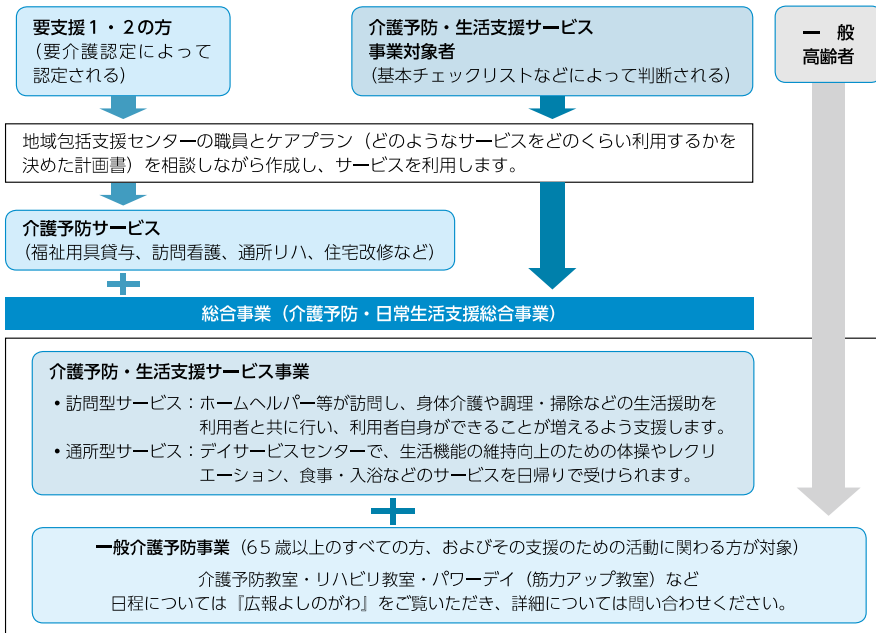 要支援1・2の方
(要介護認定によって
認定される)
介護予防・生活支援サービス
事業対象者
(基本チェックリストなどによって判断される)
一 般
高齢者
地域包括支援センターの職員とケアプラン(どのようなサービスをどのくらい利用するかを
決めた計画書)を相談しながら作成し、サービスを利用します。
介護予防サービス
(福祉用具貸与、訪問看護、通所リハ、住宅改修など)
+
総合事業(介護予防・日常生活支援総合事業)
介護予防・生活支援サービス事業
• 訪問型サービス:ホームヘルパー等が訪問し、身体介護や調理・掃除などの生活援助を
利用者と共に行い、利用者自身ができることが増えるよう支援します。
• 通所型サービス:デイサービスセンターで、生活機能の維持向上のための体操やレクリ
エーション、食事・入浴などのサービスを日帰りで受けられます。
+
一般介護予防事業(65歳以上のすべての方、およびその支援のための活動に関わる方が対象)
介護予防教室・リハビリ教室・パワーデイ(筋力アップ教室)など
日程については『広報よしのがわ』をご覧いただき、詳細については問い合わせください。